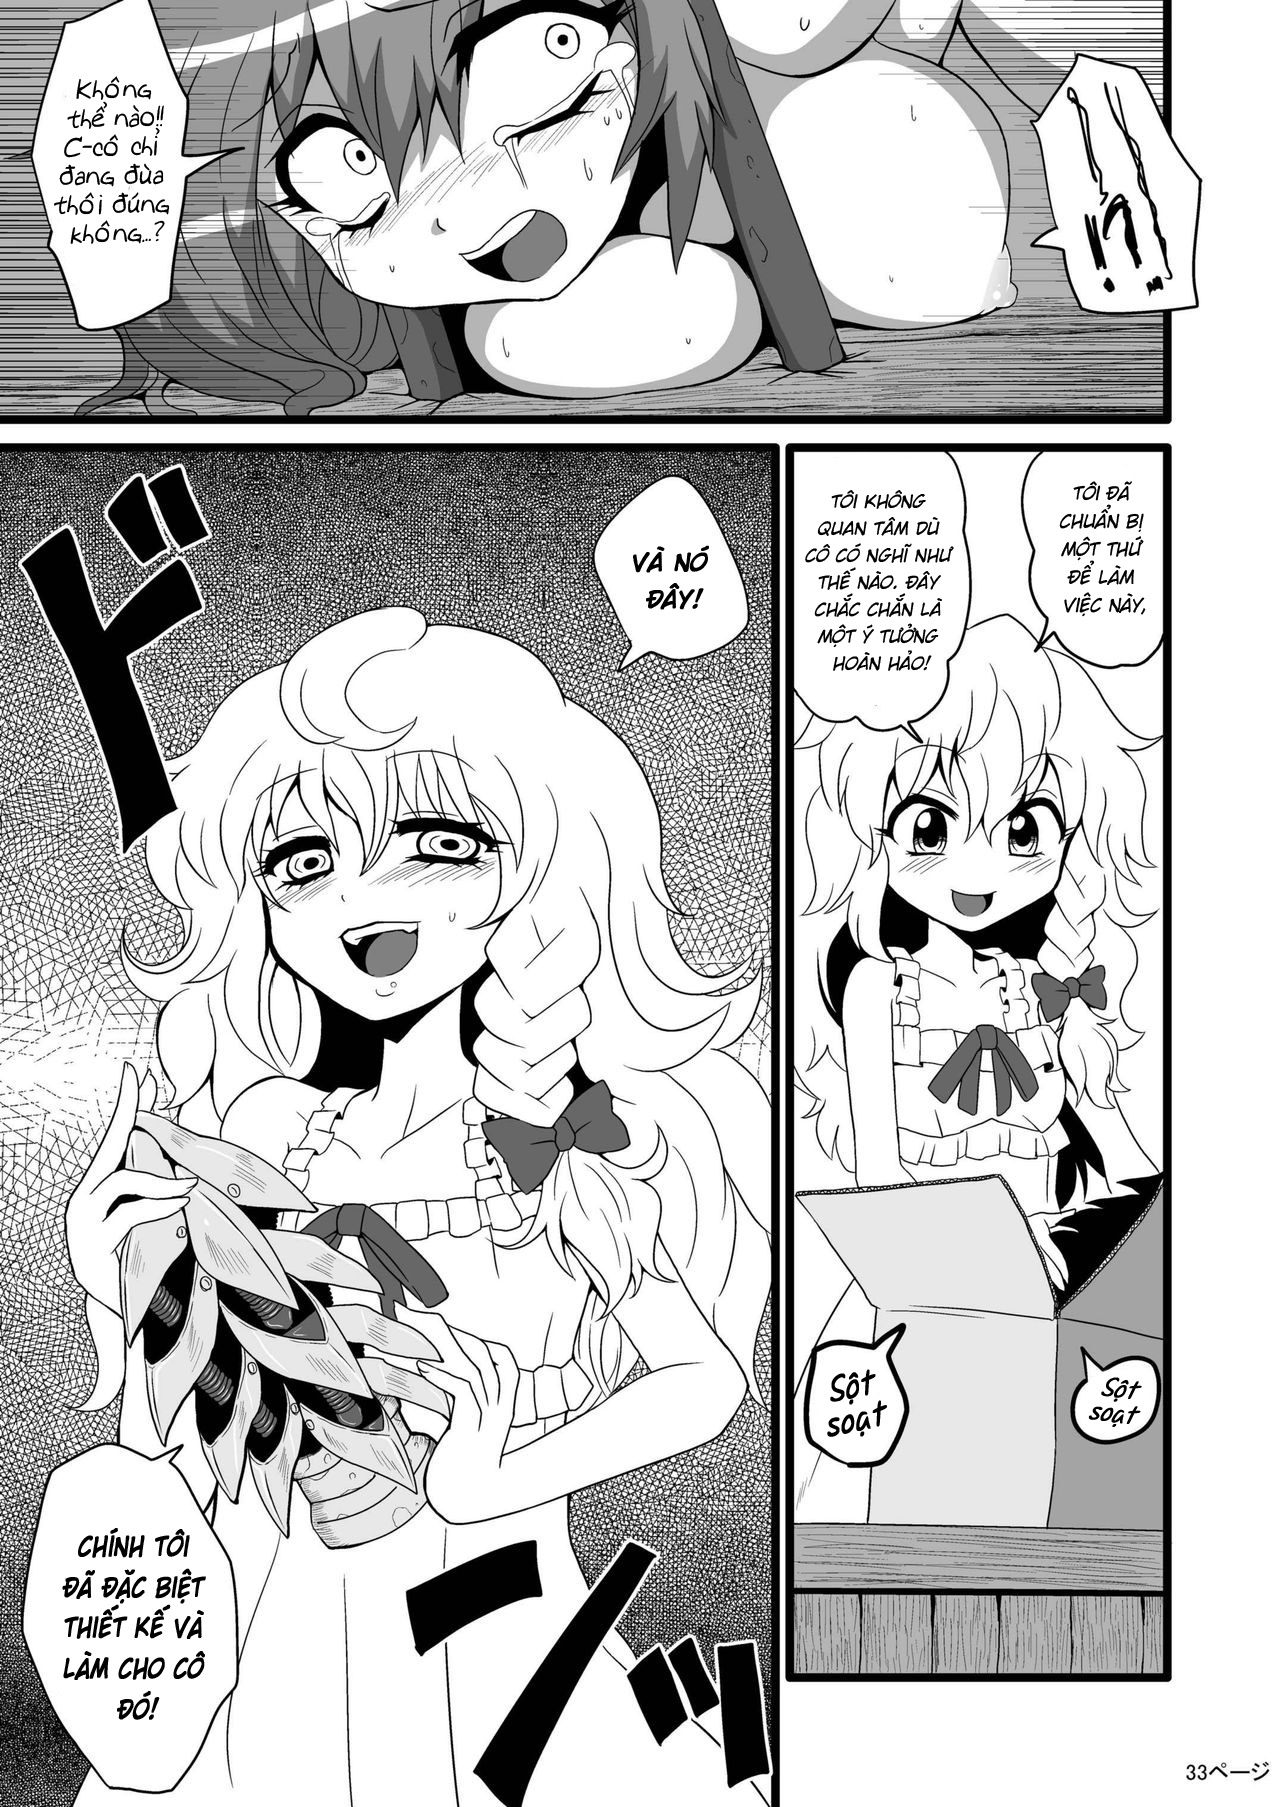 !?
Không
thể nào!!
C-cô chỉ
đang đùa
thôi đúng
không...?
TÔI ĐÃ
CHUẨN BỊ
MỘT THỨ
ĐỂ LÀM
VIỆC NÀY,
TÔI KHÔNG
QUAN TÂM DÙ
CÔ CÓ NGHĨ NHƯ
THẾ NÀO. ĐÂY
CHẮC CHẮN LÀ
MỘT Ý TƯỞNG
HOÀN HẢO!
Sột
soạt
Sột
soạt
VÀ NÓ
ĐÂY!
ドーン
CHÍNH TÔI
ĐÃ ĐẶC BIỆT
THIẾT KẾ VÀ
LÀM CHO CÔ
ĐÓ!
33ページ